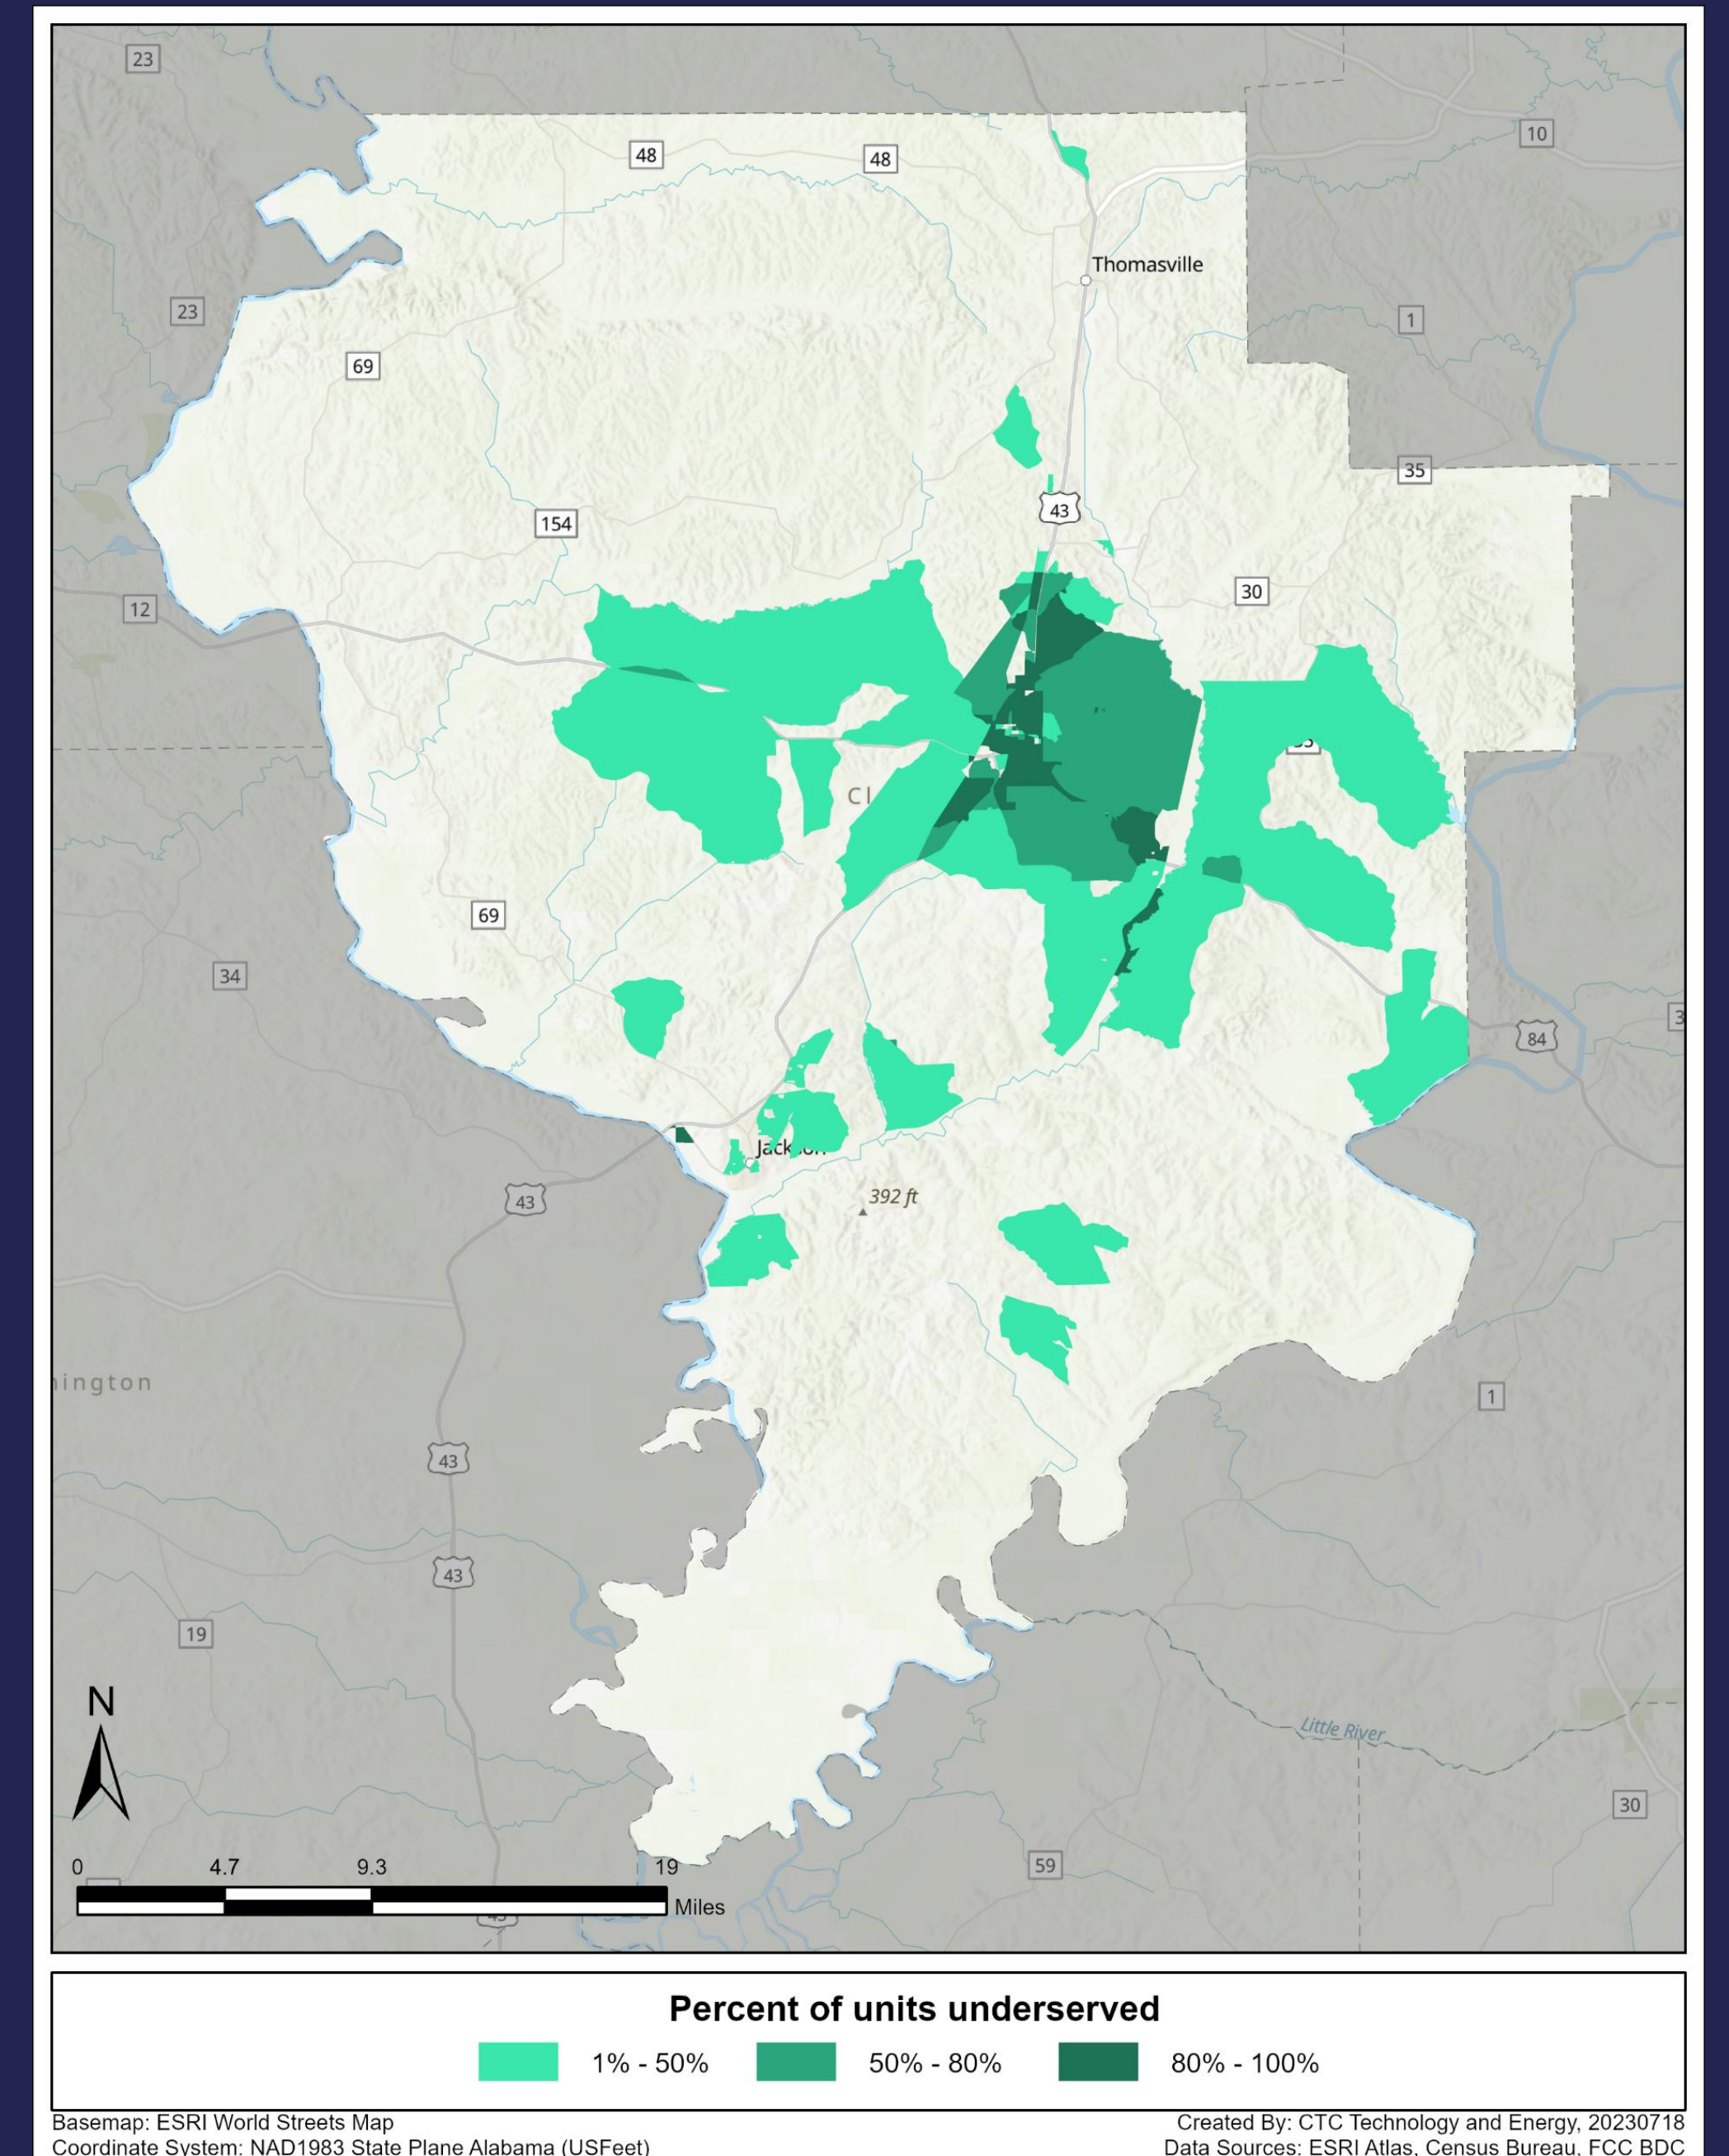 23
10
48
48
Thomasville
23
1
69
35
43
154
30
12
Cl
69
34
3
84
Jackson
43
392 ft
ington
1
43
43
19
N
Little River
30
0 4.7 9.3 19
59
Miles
Percent of units underserved
1% - 50% 50% - 80% 80% - 100%
Basemap: ESRI World Streets Map
Created By: CTC Technology and Energy, 20230718
Coordinate System: NAD1983 State Plane Alabama (USFeet)
Data Sources: ESRI Atlas, Census Bureau, FCC BDC